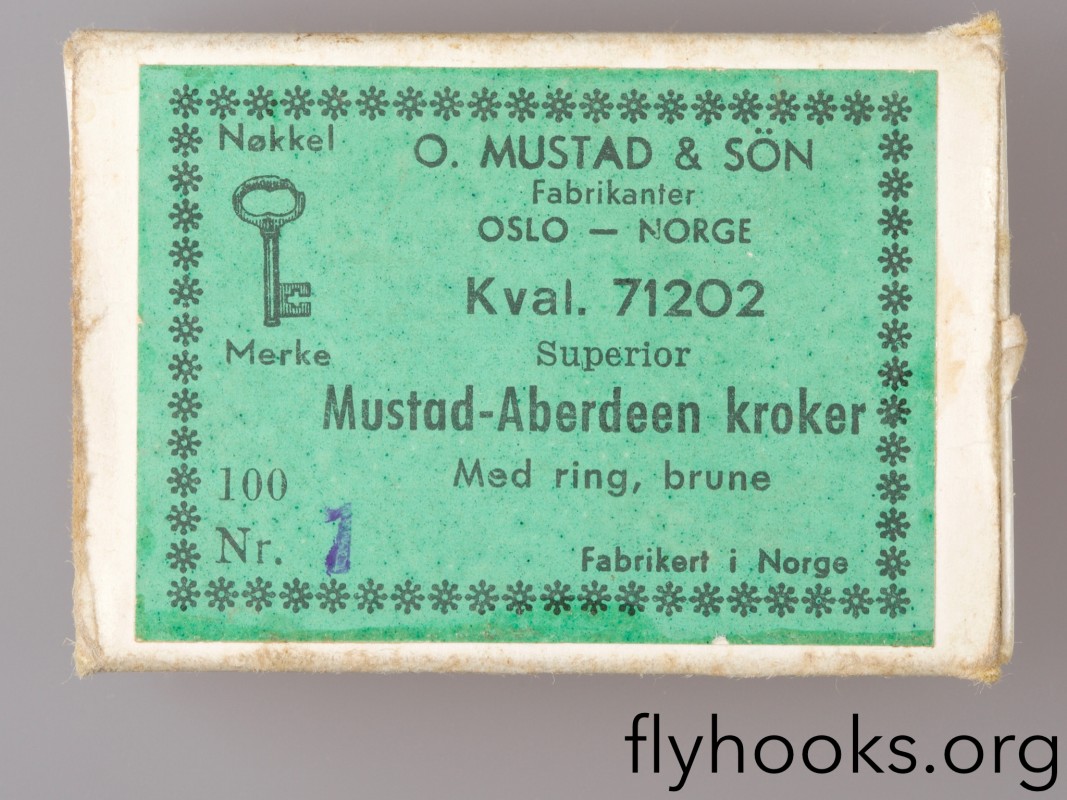 Nøkkel
Merke
O. MUSTAD & SÖN
Fabrikanter
OSLO — NORGE
Kval. 71202
Superior
Mustad-Aberdeen kroker
Med ring, brune
100
Nr. 1
Fabrikert i Norge
flyhooks.org